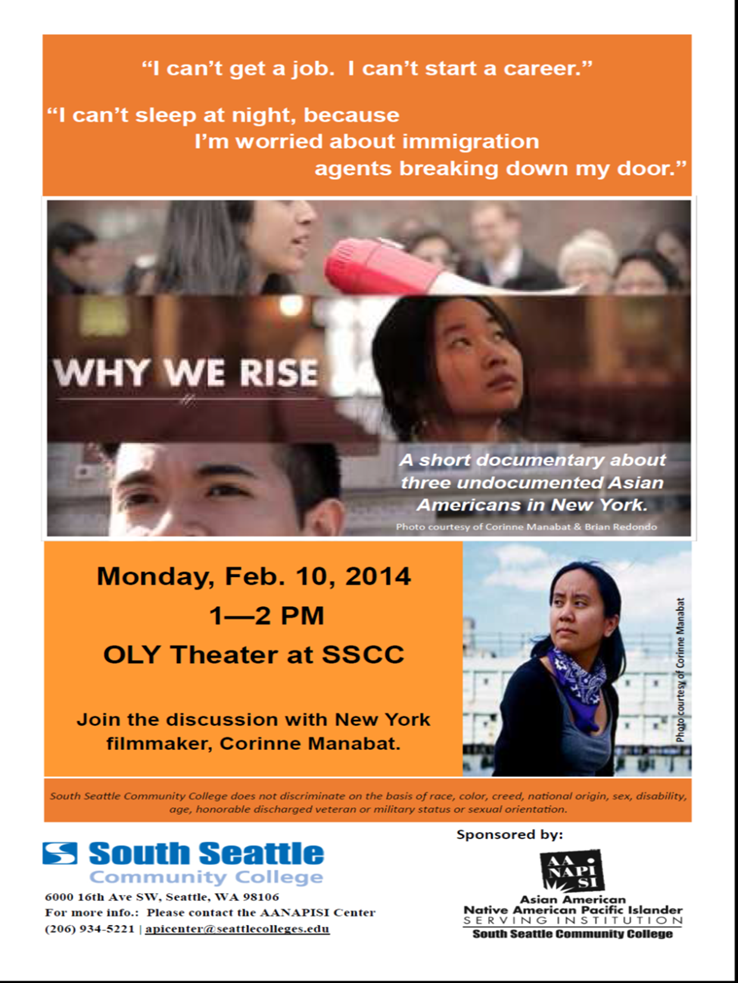 “I can’t get a job.  I can’t start a career.”
“I can’t sleep at night, because
I’m worried about immigration
agents breaking down my door.”
WHY WE RISE
A short documentary about
three undocumented Asian
Americans in New York.
Photo courtesy of Corinne Manabat & Brian Redondo
Monday, Feb. 10, 2014
1—2 PM
OLY Theater at SSCC
Join the discussion with New York
filmmaker, Corinne Manabat.
Photo courtesy of Corinne Manabat
South Seattle Community College does not discriminate on the basis of race, color, creed, national origin, sex, disability,
age, honorable discharged veteran or military status or sexual orientation.
South Seattle
Community College
6000 16th Ave SW, Seattle, WA 98106
For more info.:  Please contact the AANAPISI Center
(206) 934-5221 | apicenter@seattlecolleges.edu
Sponsored by:
AA
NAPI
SI
Asian American
Native American Pacific Islander
SERVING INSTITUTION
South Seattle Community College